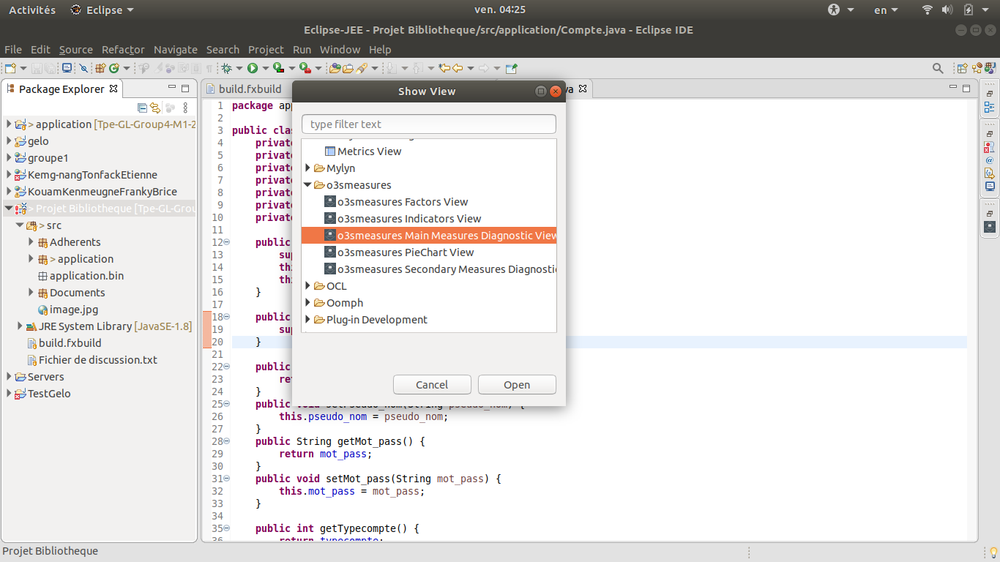 Activités Eclipse ven. 04:25 en
Eclipse-JEE - Projet Bibliotheque/src/application/Compte.java - Eclipse IDE
File Edit Source Refactor Navigate Search Project Run Window Help
Package Explorer
> application [Tpe-GL-Group4-M1-2
gelo
groupe1
Kemg-nangTonfackEtienne
KouamKenmeugneFrankyBrice
> Projet Bibliotheque [Tpe-GL-Grou
> src
Adherents
> application
application.bin
Documents
image.jpg
JRE System Library [JavaSE-1.8]
build.fxbuild
Fichier de discussion.txt
Servers
TestGelo
build.fxbuild
va
1 package app
2
3 public clas
4 private
5 private
6 private
7 private
8 private
9 private
10 private
11
12 public
13 sup
14 thi
15 thi
16 }
17
18 public
19 sup
20 }
21
22 public
23 ret
24 }
25 public void setPseudo_nom(String pseudo_nom) {
26 this.pseudo_nom = pseudo_nom;
27 }
28 public String getMot_pass() {
29 return mot_pass;
30 }
31 public void setMot_pass(String mot_pass) {
32 this.mot_pass = mot_pass;
33 }
34
35 public int getTypecompte() {
36 return typecompte;
Show View
type filter text
Metrics View
Mylyn
o3smeasures
o3smeasures Factors View
o3smeasures Indicators View
o3smeasures Main Measures Diagnostic View
o3smeasures PieChart View
o3smeasures Secondary Measures Diagnostic
OCL
Oomph
Plug-in Development
Cancel Open
Projet Bibliotheque